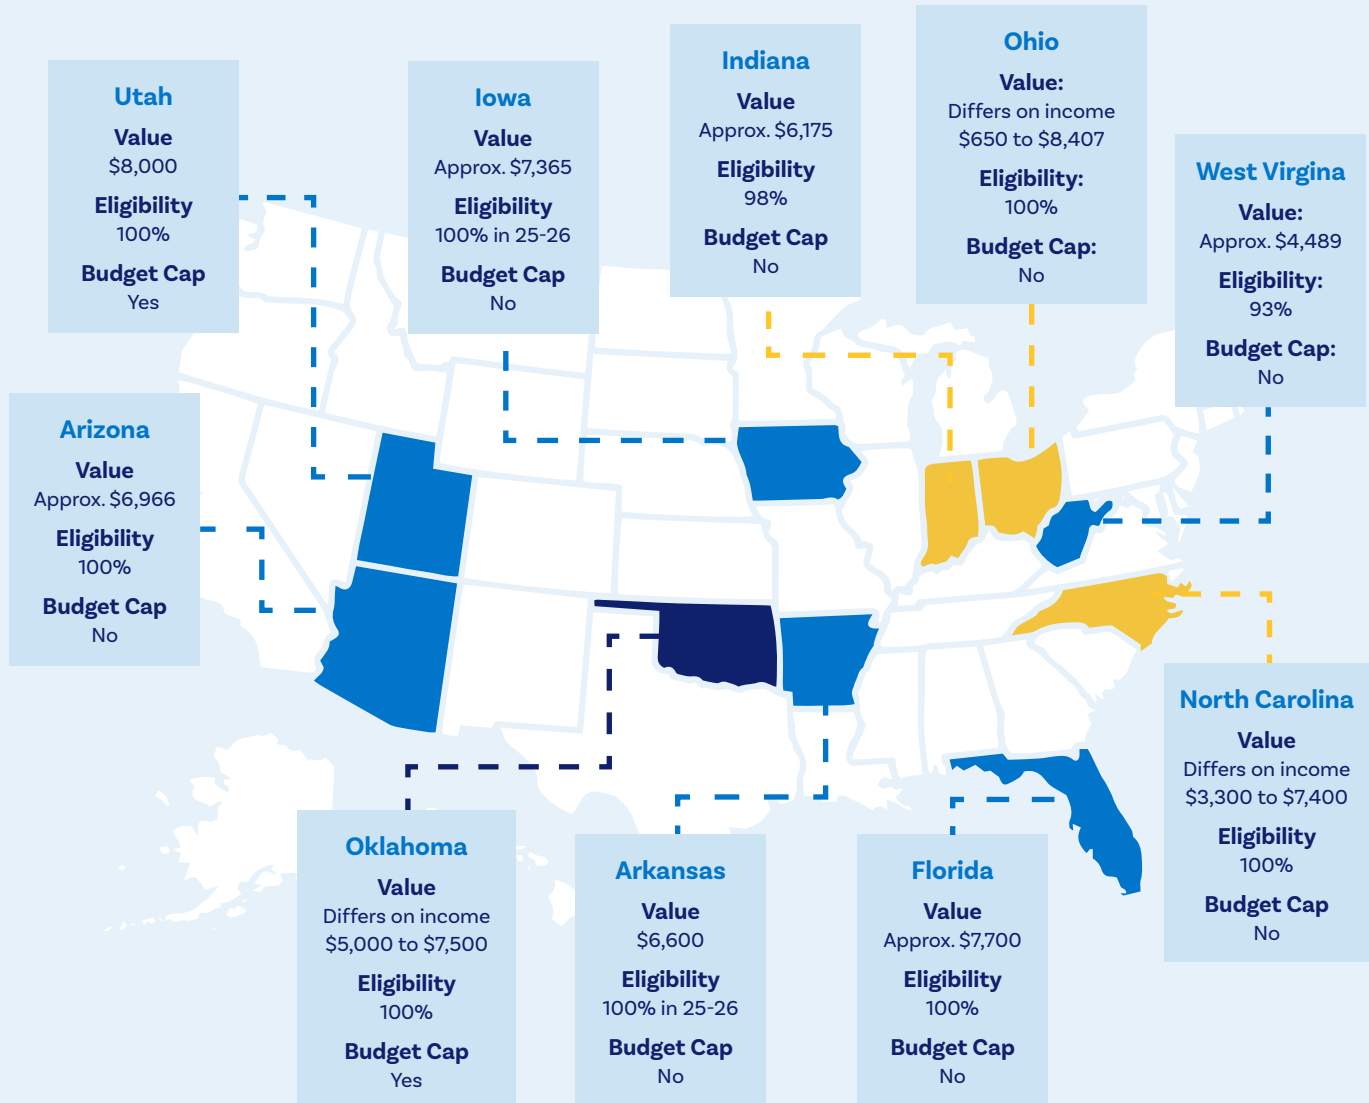 Utah
Value
$8,000
Eligibility
100%
Budget Cap
Yes
Iowa
Value
Approx. $7,365
Eligibility
100% in 25-26
Budget Cap
No
Indiana
Value
Approx. $6,175
Eligibility
98%
Budget Cap
No
Ohio
Value:
Differs on income
$650 to $8,407
Eligibility:
100%
Budget Cap:
No
West Virgina
Value:
Approx. $4,489
Eligibility:
93%
Budget Cap:
No
Arizona
Value
Approx. $6,966
Eligibility
100%
Budget Cap
No
North Carolina
Value
Differs on income
$3,300 to $7,400
Eligibility
100%
Budget Cap
No
Oklahoma
Value
Differs on income
$5,000 to $7,500
Eligibility
100%
Budget Cap
Yes
Arkansas
Value
$6,600
Eligibility
100% in 25-26
Budget Cap
No
Florida
Value
Approx. $7,700
Eligibility
100%
Budget Cap
No